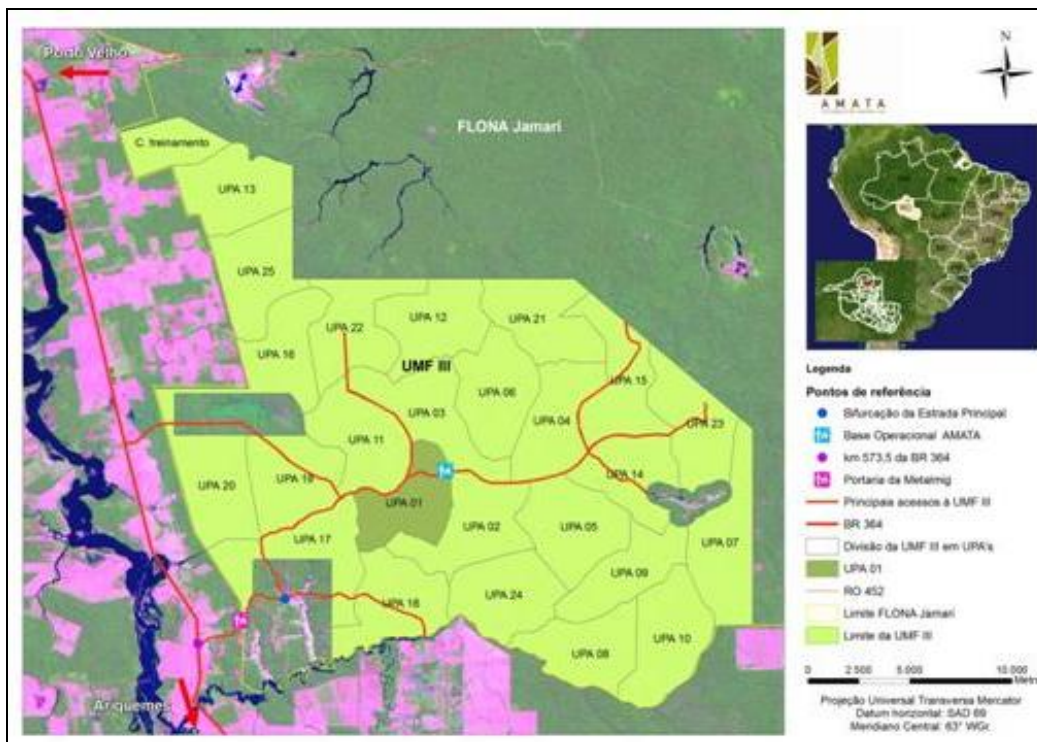 Porto Velho
FLONA Jamari
C. treinamento
UPA 13
UPA 25
UPA 12
UPA 21
UPA 22
UPA 16
UMF III
UPA 15
UPA 06
UPA 03
UPA 04
UPA 23
UPA 11
UPA 20
UPA 19
UPA 14
UPA 01
UPA 02
UPA 05
UPA 17
UPA 07
UPA 09
UPA 24
UPA 18
UPA 10
UPA 08
Ariquemes
N
AMATA
Legenda
Pontos de referência
Bifurcação da Estrada Principal
Base Operacional AMATA
km 573,5 da BR 364
Portaria da Metalmig
Principais acessos à UMF III
BR 364
Divisão da UMF III em UPA's
UPA 01
RO 452
Limite FLONA Jamari
Limite da UMF III
0 2.500 5.000 10.000
Metro
Projeção Universal Transversa Mercator
Datum horizontal: SAD 69
Meridiano Central: 63° WGr.